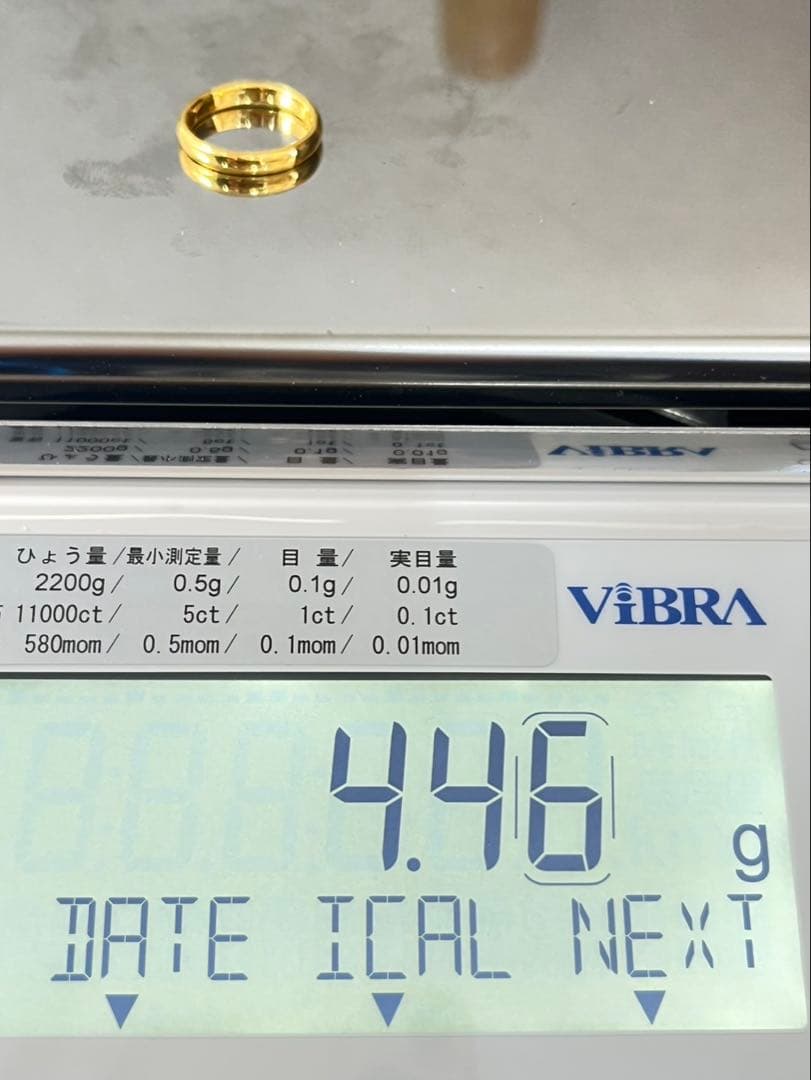 ひょう量/最小測定量/ 目 量/ 実目量
2200g/ 0.5g/ 0.1g/ 0.01g
11000ct/ 5ct/ 1ct/ 0.1ct
580mom/ 0.5mom/ 0.1mom/ 0.01mom
ViBRA
4.46 g
DATE ICAL NEXT